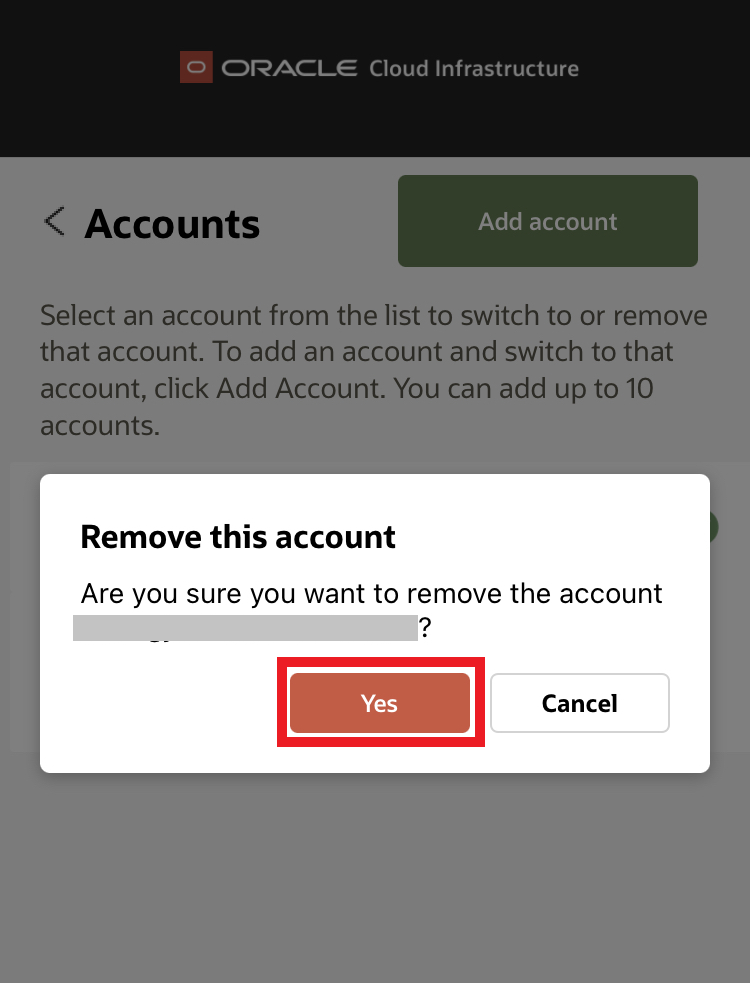 ORACLE Cloud Infrastructure
Accounts
Add account
Select an account from the list to switch to or remove
that account. To add an account and switch to that
account, click Add Account. You can add up to 10
accounts.
Remove this account
Are you sure you want to remove the account
?
Yes
Cancel